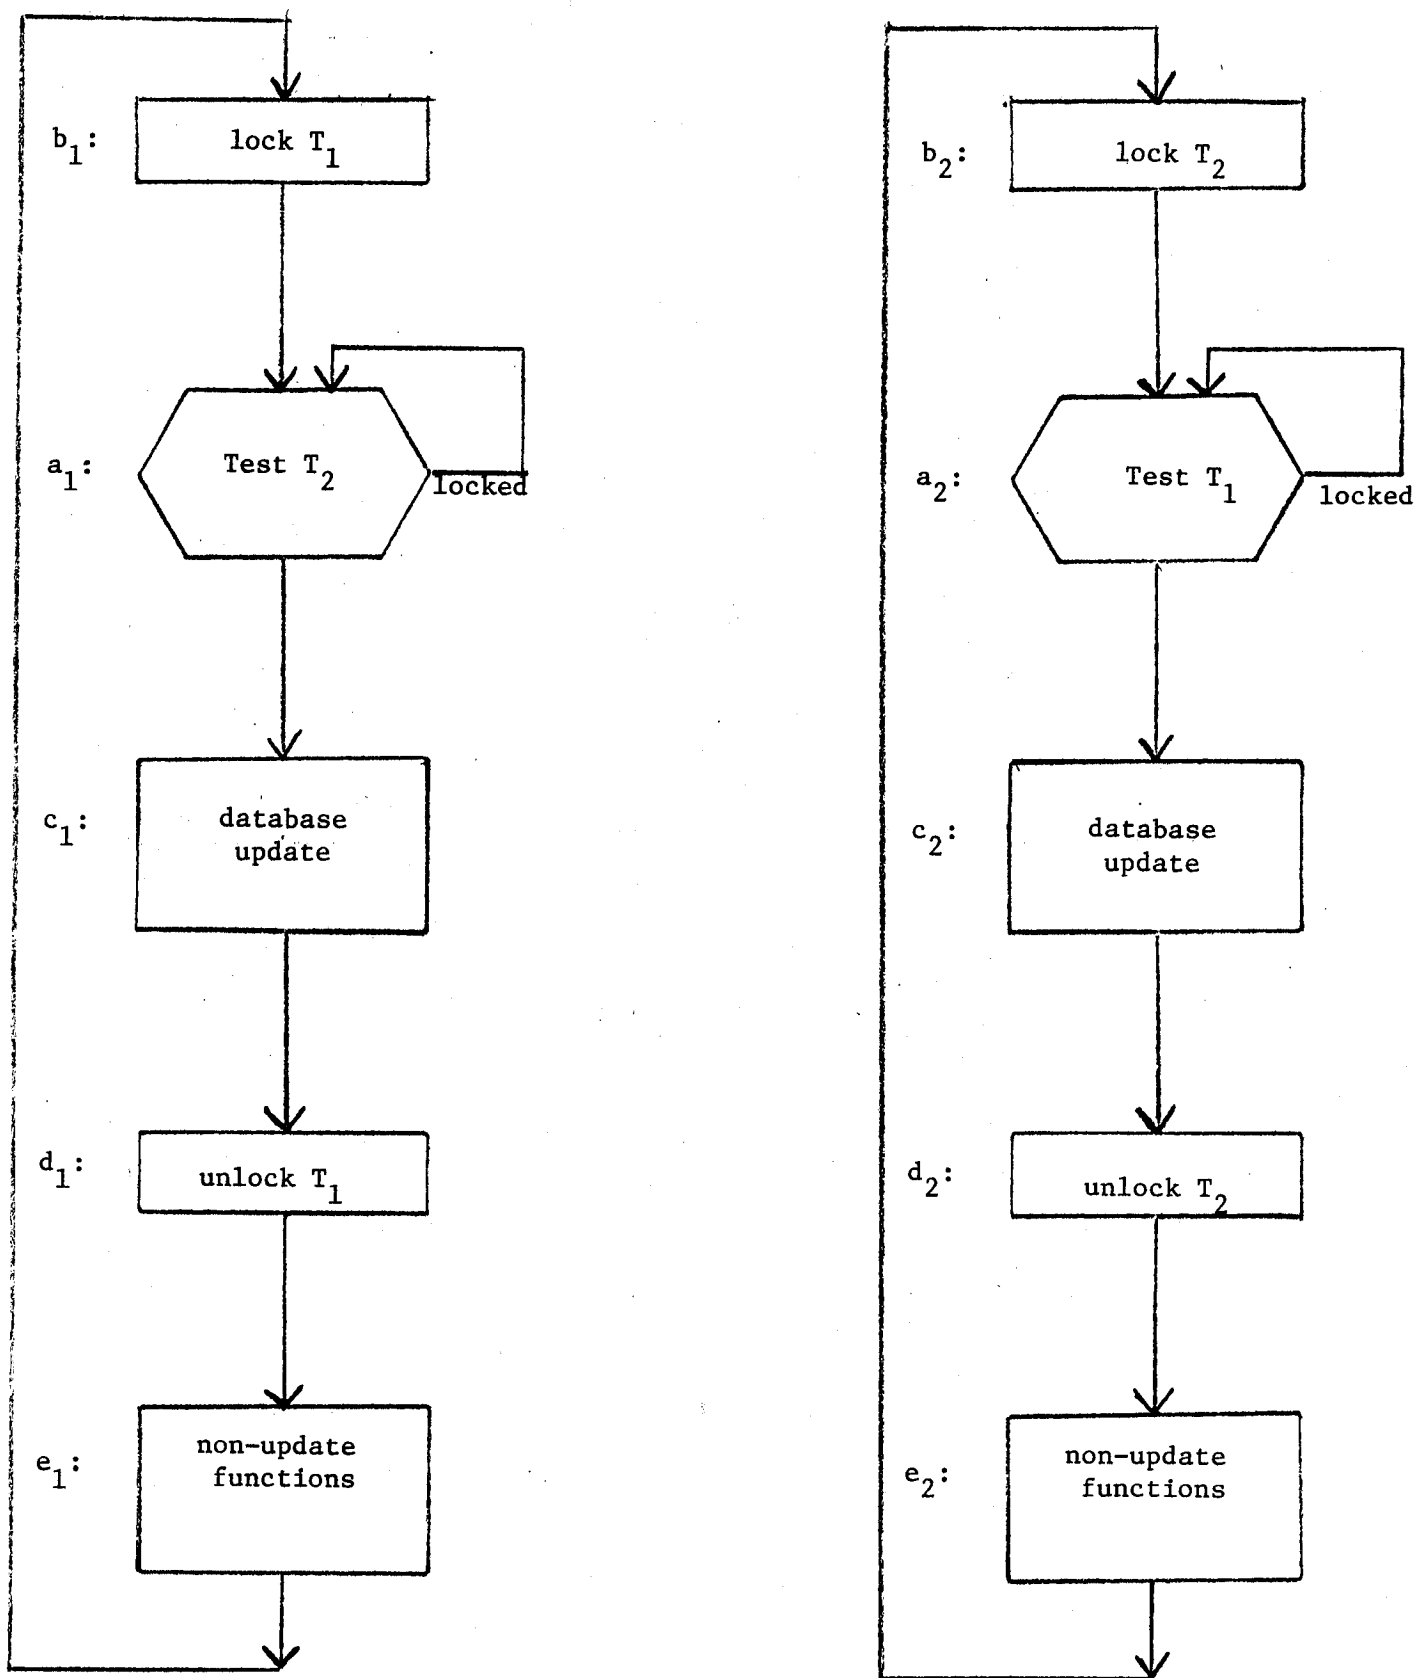 b1:
lock T1
a1:
Test T2
locked
c1:
database
update
d1:
unlock T1
e1:
non-update
functions
b2:
lock T2
a2:
Test T1
locked
c2:
database
update
d2:
unlock T2
e2:
non-update
functions